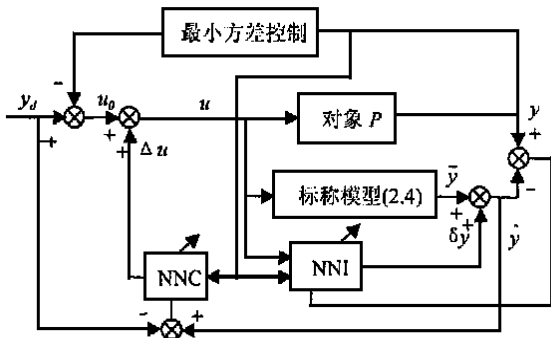 最小方差控制
-
y_d
u_0
u
y
+
+
+
Δu
对象 P
+
-
标称模型(2.4)
ȳ
+
+
δy
ŷ
NNC
NNI
-
+